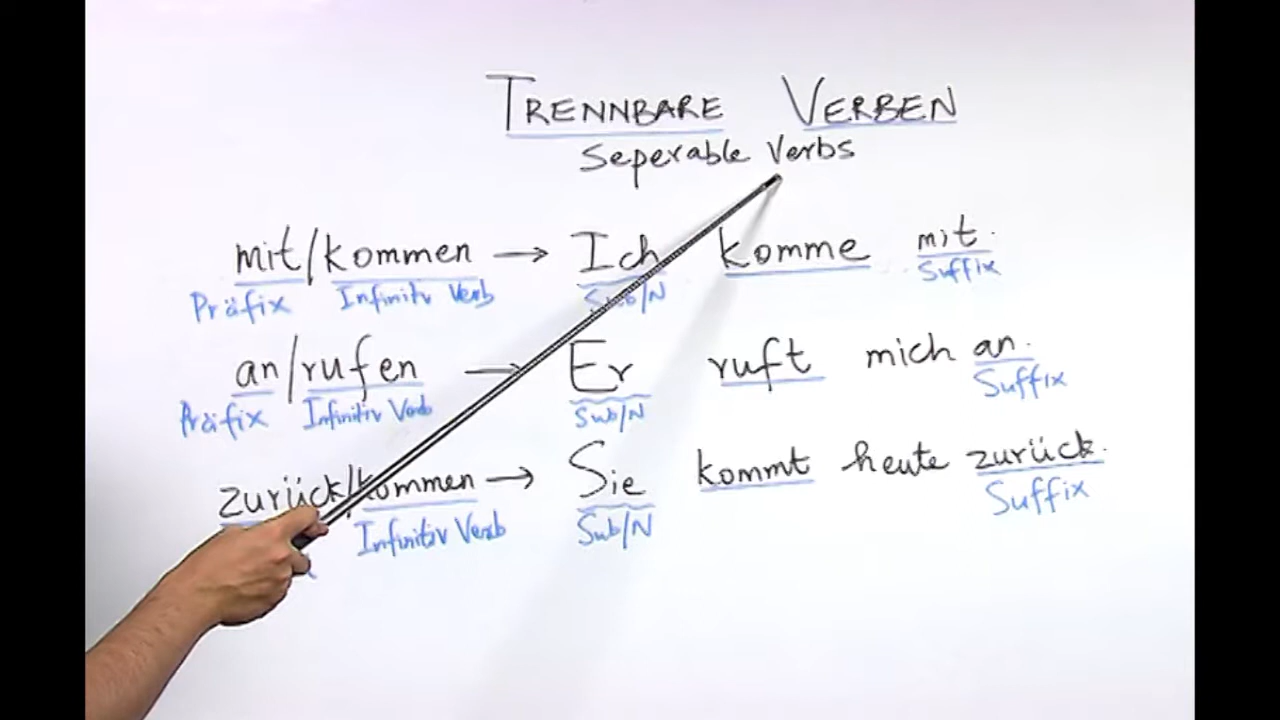 TRENNBARE VERBEN
Seperable Verbs
mit/kommen → Ich komme mit.
Präfix Infinitiv Verb Sub/N Suffix
an/rufen → Er ruft mich an.
Präfix Infinitiv Verb Sub/N Suffix
zurück/kommen → Sie kommt heute zurück.
Infinitiv Verb Sub/N Suffix